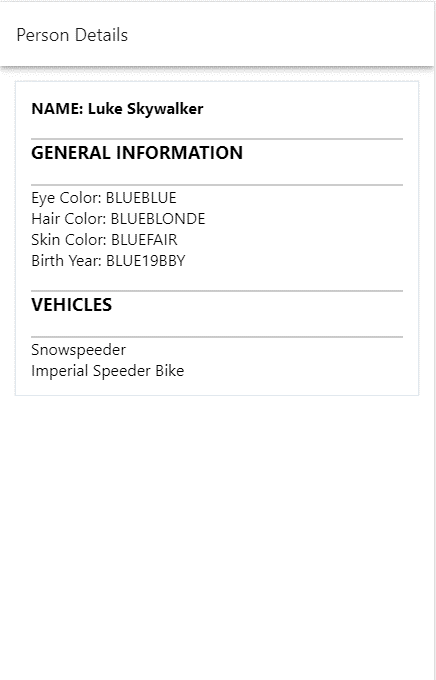 Person Details
NAME: Luke Skywalker
GENERAL INFORMATION
Eye Color: BLUEBLUE
Hair Color: BLUEBLONDE
Skin Color: BLUEFAIR
Birth Year: BLUE19BBY
VEHICLES
Snowspeeder
Imperial Speeder Bike